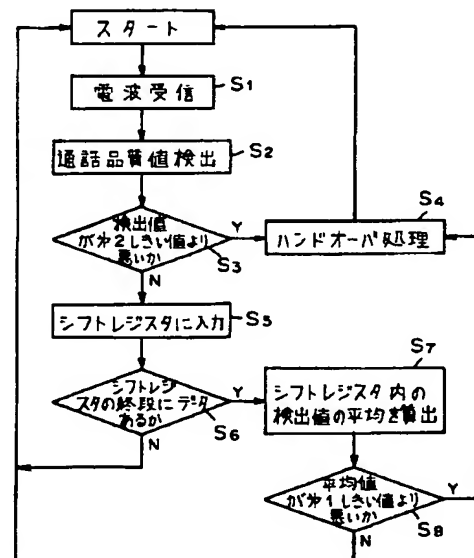 スタート
電波受信
S1
通話品質値検出
S2
検出値
が第2しきい値より
悪いか
Y
S3
N
S4
ハンドオーバ処理
シフトレジスタに入力
S5
シフトレジ
スタの終段にデータ
あるか
Y
S6
N
S7
シフトレジスタ内の
検出値の平均を算出
平均値
が第1しきい値より
悪いか
Y
S8
N